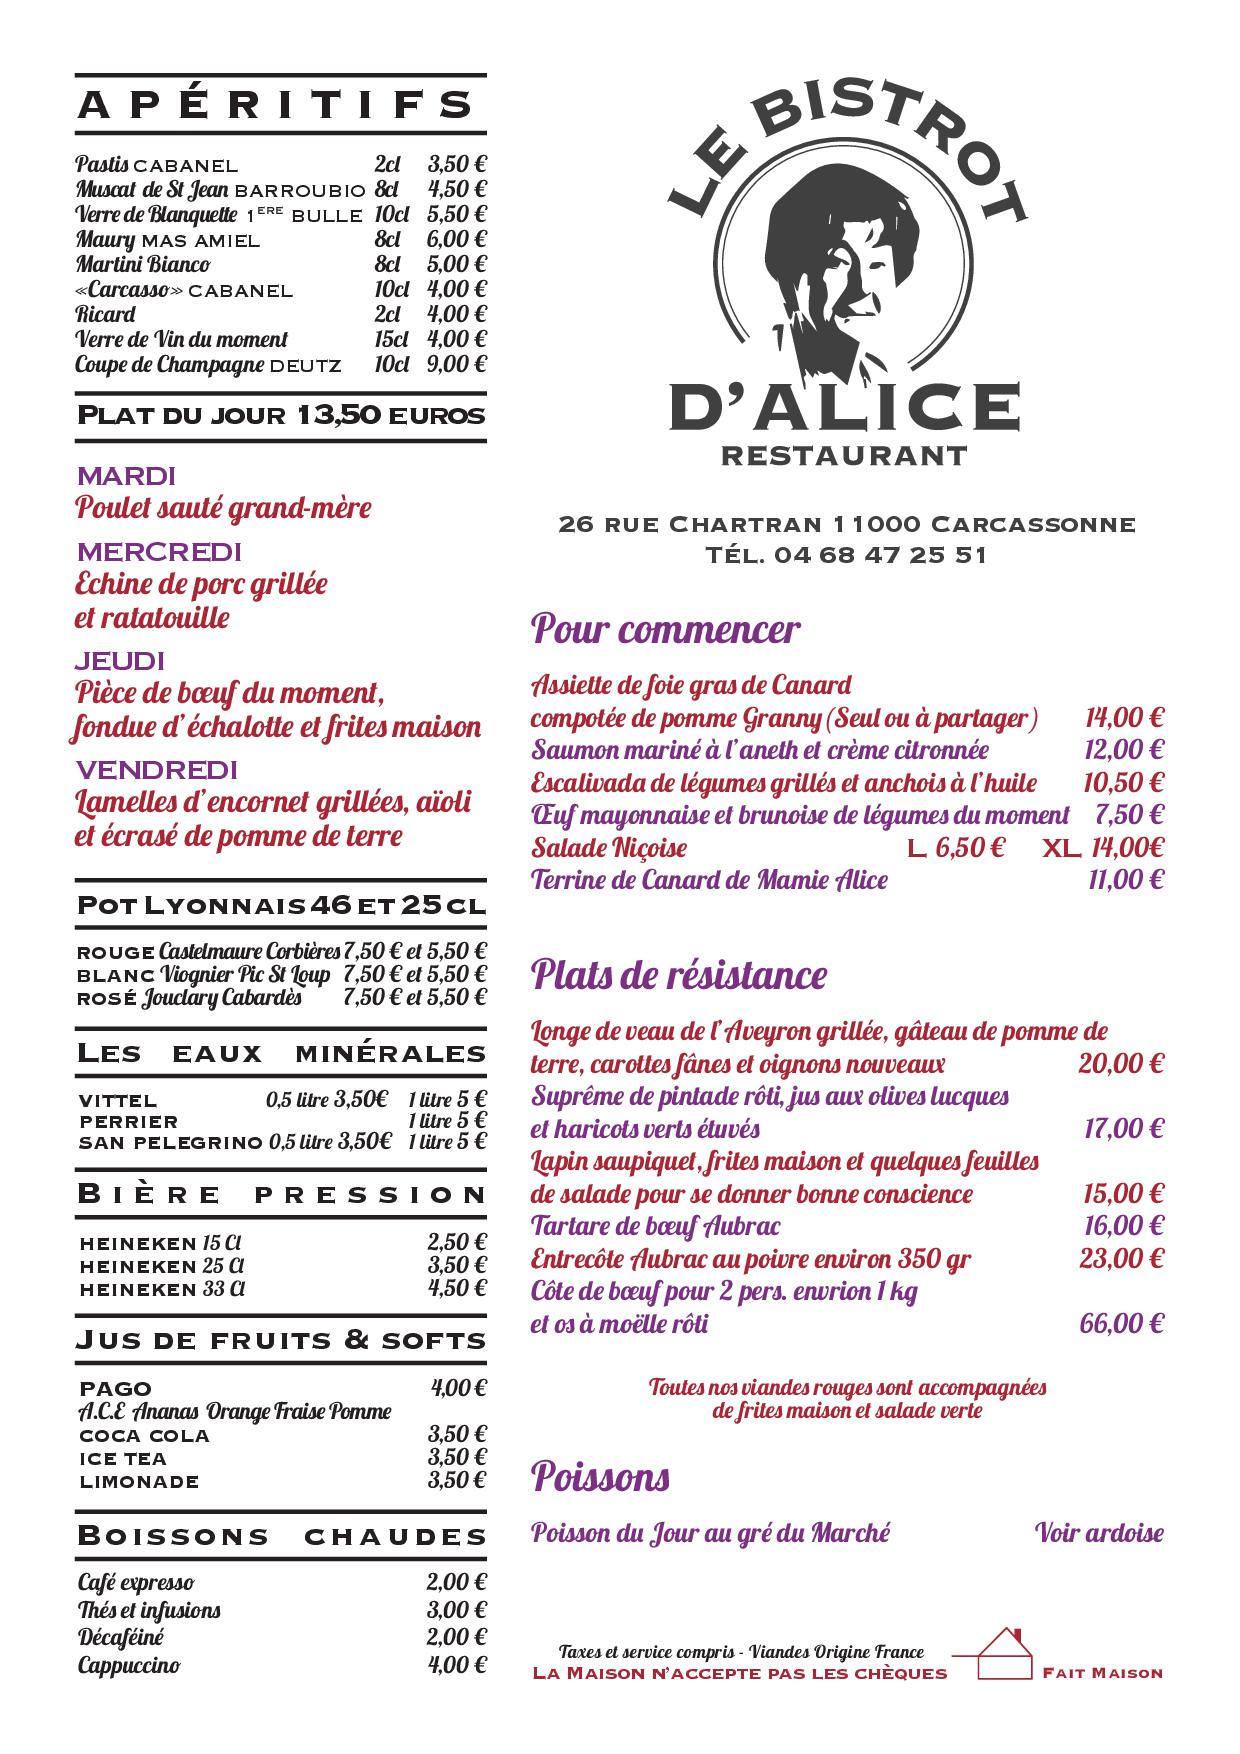 APÉRITIFS
Pastis CABANEL 2cl 3,50 €
Muscat de St Jean BARROUBIO 8cl 4,50 €
Verre de Blanquette 1ERE BULLE 10cl 5,50 €
Maury MAS AMIEL 8cl 6,00 €
Martini Bianco 8cl 5,00 €
«Carcasso» CABANEL 10cl 4,00 €
Ricard 2cl 4,00 €
Verre de Vin du moment 15cl 4,00 €
Coupe de Champagne DEUTZ 10cl 9,00 €
PLAT DU JOUR 13,50 EUROS
MARDI
Poulet sauté grand-mère
MERCREDI
Echine de porc grillée
et ratatouille
JEUDI
Pièce de bœuf du moment,
fondue d'échalotte et frites maison
VENDREDI
Lamelles d'encornet grillées, aïoli
et écrasé de pomme de terre
POT LYONNAIS 46 ET 25 CL
ROUGE Castelmaure Corbières 7,50 € et 5,50 €
BLANC Viognier Pic St Loup 7,50 € et 5,50 €
ROSÉ Jouclary Cabardès 7,50 € et 5,50 €
LES EAUX MINÉRALES
VITTEL 0,5 litre 3,50€ 1 litre 5 €
PERRIER 1 litre 5 €
SAN PELEGRINO 0,5 litre 3,50€ 1 litre 5 €
BIÈRE PRESSION
HEINEKEN 15 Cl 2,50 €
HEINEKEN 25 Cl 3,50 €
HEINEKEN 33 Cl 4,50 €
JUS DE FRUITS & SOFTS
PAGO 4,00 €
A.C.E Ananas Orange Fraise Pomme
COCA COLA 3,50 €
ICE TEA 3,50 €
LIMONADE 3,50 €
BOISSONS CHAUDES
Café expresso 2,00 €
Thés et infusions 3,00 €
Décaféiné 2,00 €
Cappuccino 4,00 €
LE BISTROT
D'ALICE
RESTAURANT
26 RUE CHARTRAN 11000 CARCASSONNE
TÉL. 04 68 47 25 51
Pour commencer
Assiette de foie gras de Canard
compotée de pomme Granny (Seul ou à partager) 14,00 €
Saumon mariné à l'aneth et crème citronnée 12,00 €
Escalivada de légumes grillés et anchois à l'huile 10,50 €
Œuf mayonnaise et brunoise de légumes du moment 7,50 €
Salade Niçoise L 6,50 € XL 14,00€
Terrine de Canard de Mamie Alice 11,00 €
Plats de résistance
Longe de veau de l'Aveyron grillée, gâteau de pomme de
terre, carottes fânes et oignons nouveaux 20,00 €
Suprême de pintade rôti, jus aux olives lucques
et haricots verts étuvés 17,00 €
Lapin saupiquet, frites maison et quelques feuilles
de salade pour se donner bonne conscience 15,00 €
Tartare de bœuf Aubrac 16,00 €
Entrecôte Aubrac au poivre environ 350 gr 23,00 €
Côte de bœuf pour 2 pers. envrion 1 kg
et os à moëlle rôti 66,00 €
Toutes nos viandes rouges sont accompagnées
de frites maison et salade verte
Poissons
Poisson du Jour au gré du Marché Voir ardoise
Taxes et service compris - Viandes Origine France
LA MAISON N'ACCEPTE PAS LES CHÈQUES FAIT MAISON